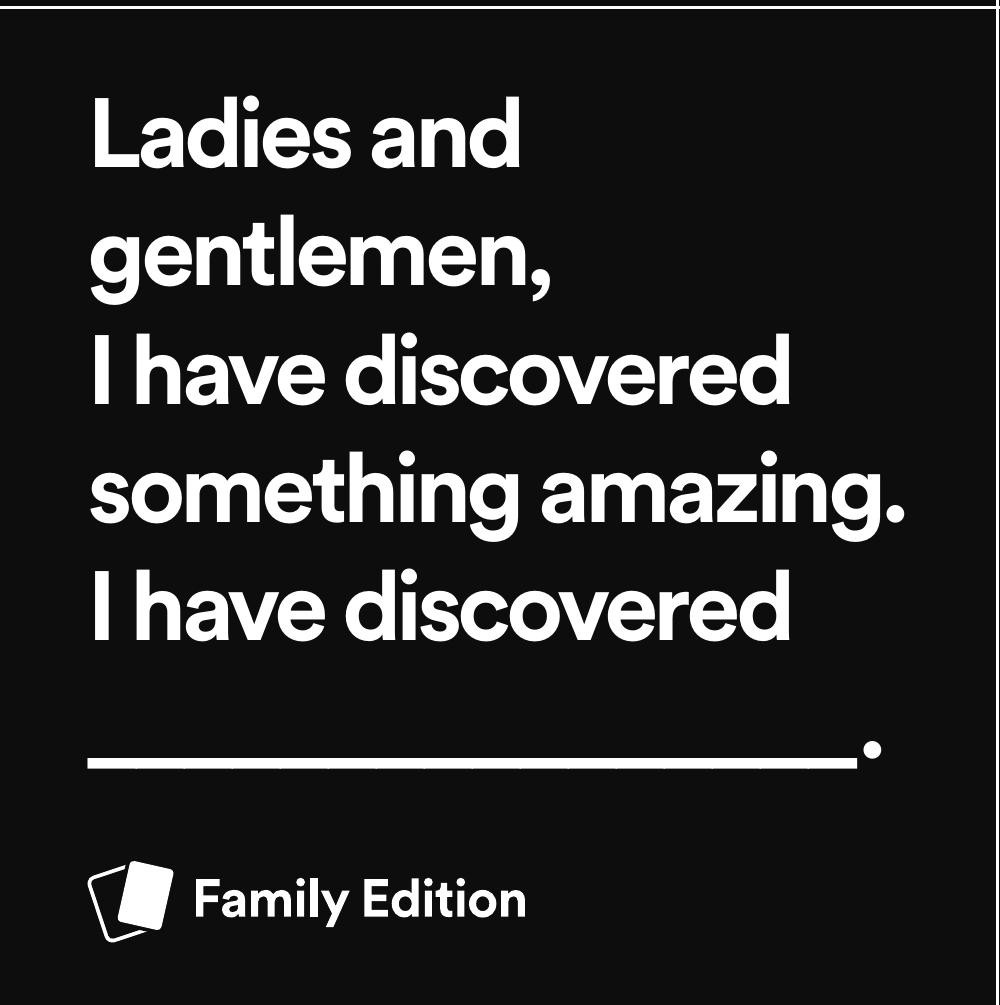 Ladies and
gentlemen,
I have discovered
something amazing.
I have discovered
________________.
Family Edition